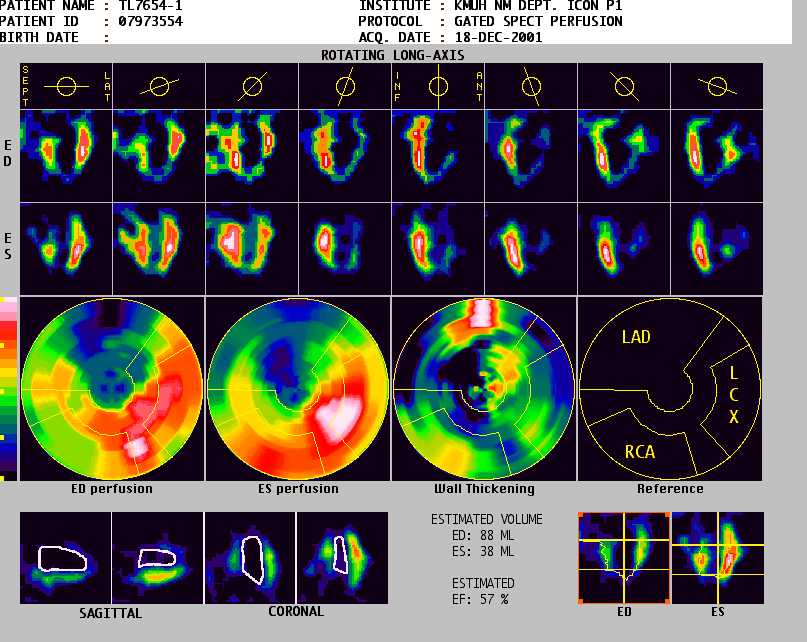 PATIENT NAME : TL7654-1
PATIENT ID : 07973554
BIRTH DATE :
INSTITUTE : KMUH NM DEPT. ICON P1
PROTOCOL : GATED SPECT PERFUSION
ACQ. DATE : 18-DEC-2001
ROTATING LONG-AXIS
SEPT
LAT
INF
ANT
ED
ES
LAD
LCX
RCA
ED perfusion
ES perfusion
Wall Thickening
Reference
ESTIMATED VOLUME
ED: 88 ML
ES: 38 ML
ESTIMATED
EF: 57 %
SAGITTAL
CORONAL
ED
ES